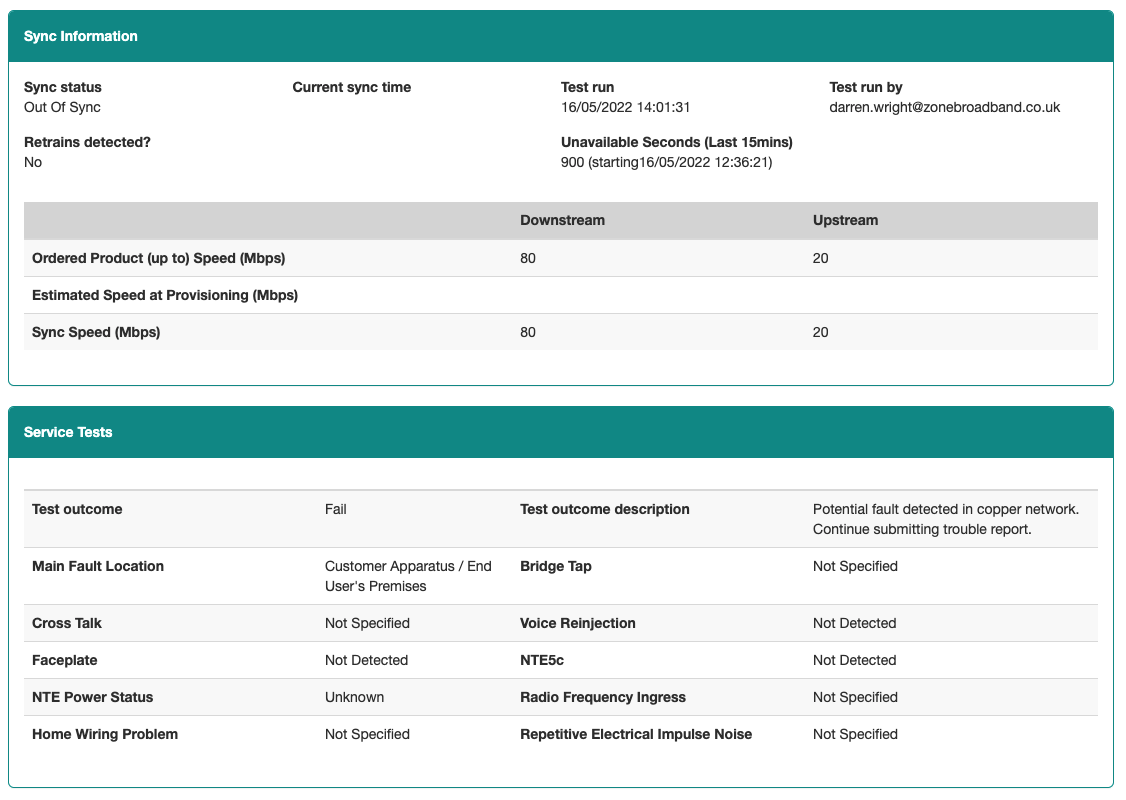 Sync Information
Sync status
Current sync time
Test run
Test run by
Out Of Sync
16/05/2022 14:01:31
darren.wright@zonebroadband.co.uk
Retrains detected?
Unavailable Seconds (Last 15mins)
No
900 (starting16/05/2022 12:36:21)
Downstream Upstream
Ordered Product (up to) Speed (Mbps) 80 20
Estimated Speed at Provisioning (Mbps)
Sync Speed (Mbps) 80 20
Service Tests
Test outcome Fail Test outcome description Potential fault detected in copper network.
Continue submitting trouble report.
Main Fault Location Customer Apparatus / End Bridge Tap Not Specified
User's Premises
Cross Talk Not Specified Voice Reinjection Not Detected
Faceplate Not Detected NTE5c Not Detected
NTE Power Status Unknown Radio Frequency Ingress Not Specified
Home Wiring Problem Not Specified Repetitive Electrical Impulse Noise Not Specified